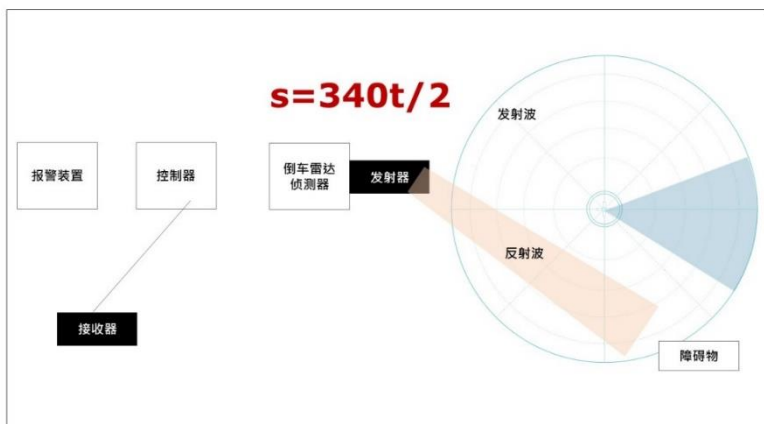 s=340t/2
发射波
报警装置
控制器
倒车雷达
侦测器
发射器
反射波
接收器
障碍物